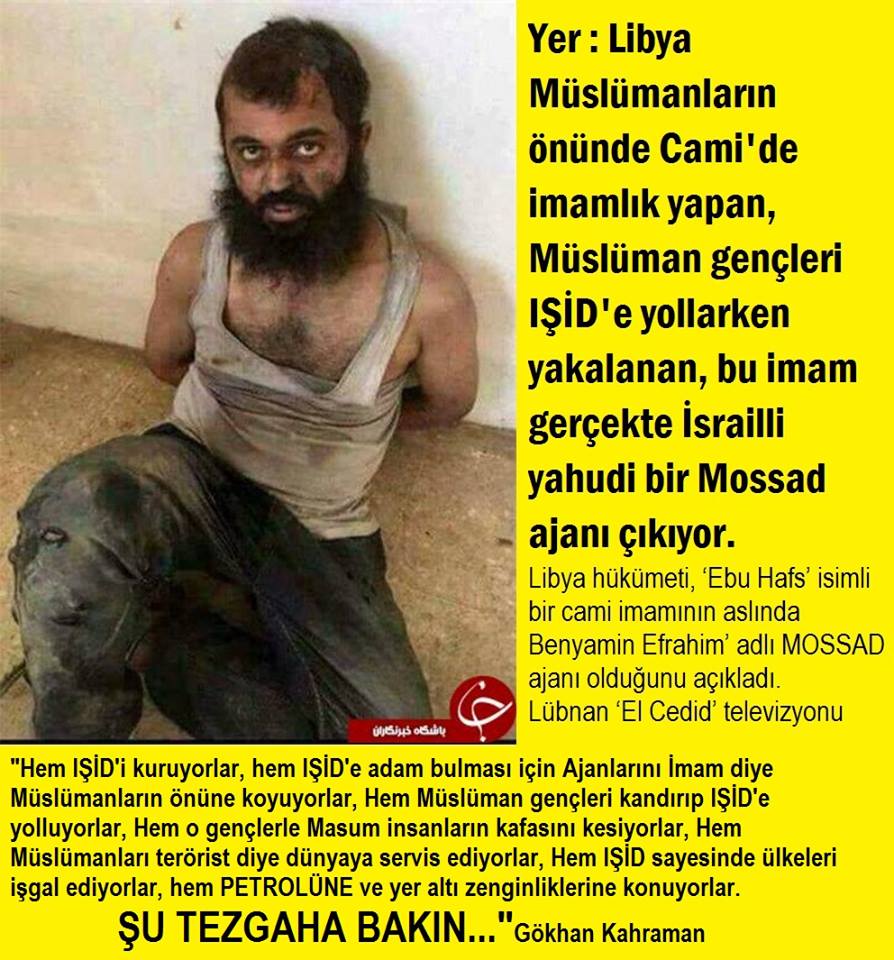 Yer : Libya
Müslümanların
önünde Cami'de
imamlık yapan,
Müslüman gençleri
IŞİD'e yollarken
yakalanan, bu imam
gerçekte İsrailli
yahudi bir Mossad
ajanı çıkıyor.
Libya hükümeti, ‘Ebu Hafs’ isimli
bir cami imamının aslında
Benyamin Efrahim’ adlı MOSSAD
ajanı olduğunu açıkladı.
Lübnan ‘El Cedid’ televizyonu
باشگاه خبرنگاران
"Hem IŞİD'i kuruyorlar, hem IŞİD'e adam bulması için Ajanlarını İmam diye
Müslümanların önüne koyuyorlar, Hem Müslüman gençleri kandırıp IŞİD'e
yolluyorlar, Hem o gençlerle Masum insanların kafasını kesiyorlar, Hem
Müslümanları terörist diye dünyaya servis ediyorlar, Hem IŞİD sayesinde ülkeleri
işgal ediyorlar, hem PETROLÜNE ve yer altı zenginliklerine konuyorlar.
ŞU TEZGAHA BAKIN..."Gökhan Kahraman